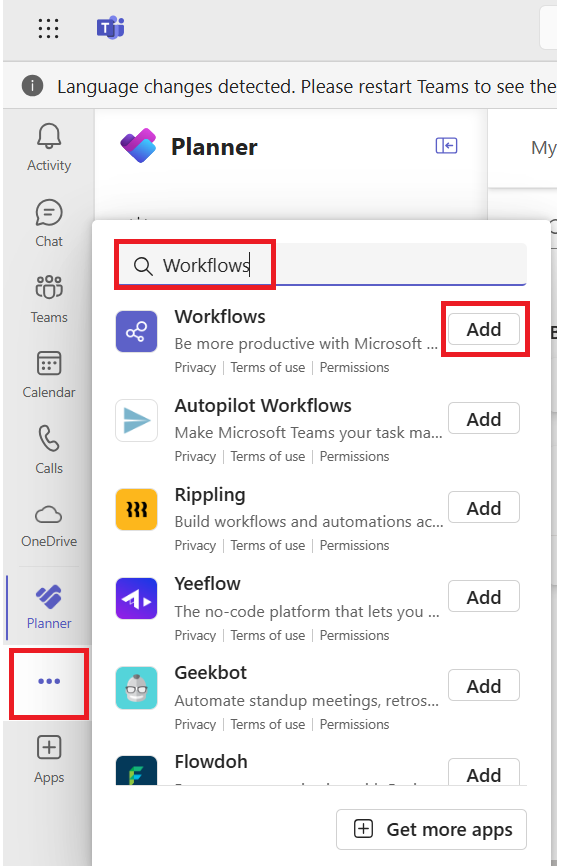 Language changes detected. Please restart Teams to see the
Activity
Chat
Teams
Calendar
Calls
OneDrive
Planner
Apps
Planner
My
Workflows
Workflows
Be more productive with Microsoft ...
Privacy | Terms of use | Permissions
Add
Autopilot Workflows
Make Microsoft Teams your task ma...
Privacy | Terms of use | Permissions
Add
Rippling
Build workflows and automations ac...
Privacy | Terms of use | Permissions
Add
Yeeflow
The no-code platform that lets you ...
Privacy | Terms of use | Permissions
Add
Geekbot
Automate standup meetings, retros...
Privacy | Terms of use | Permissions
Add
Flowdoh
Add
Get more apps